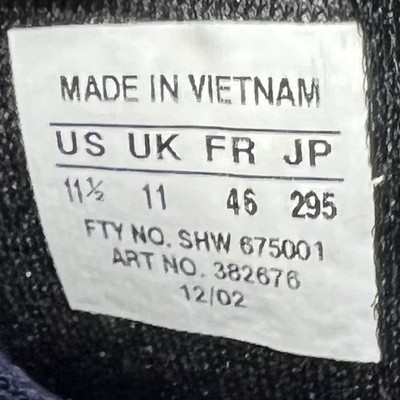 MADE IN VIETNAM
US UK FR JP
11½ 11 46 295
FTY NO. SHW 675001
ART NO. 382676
12/02